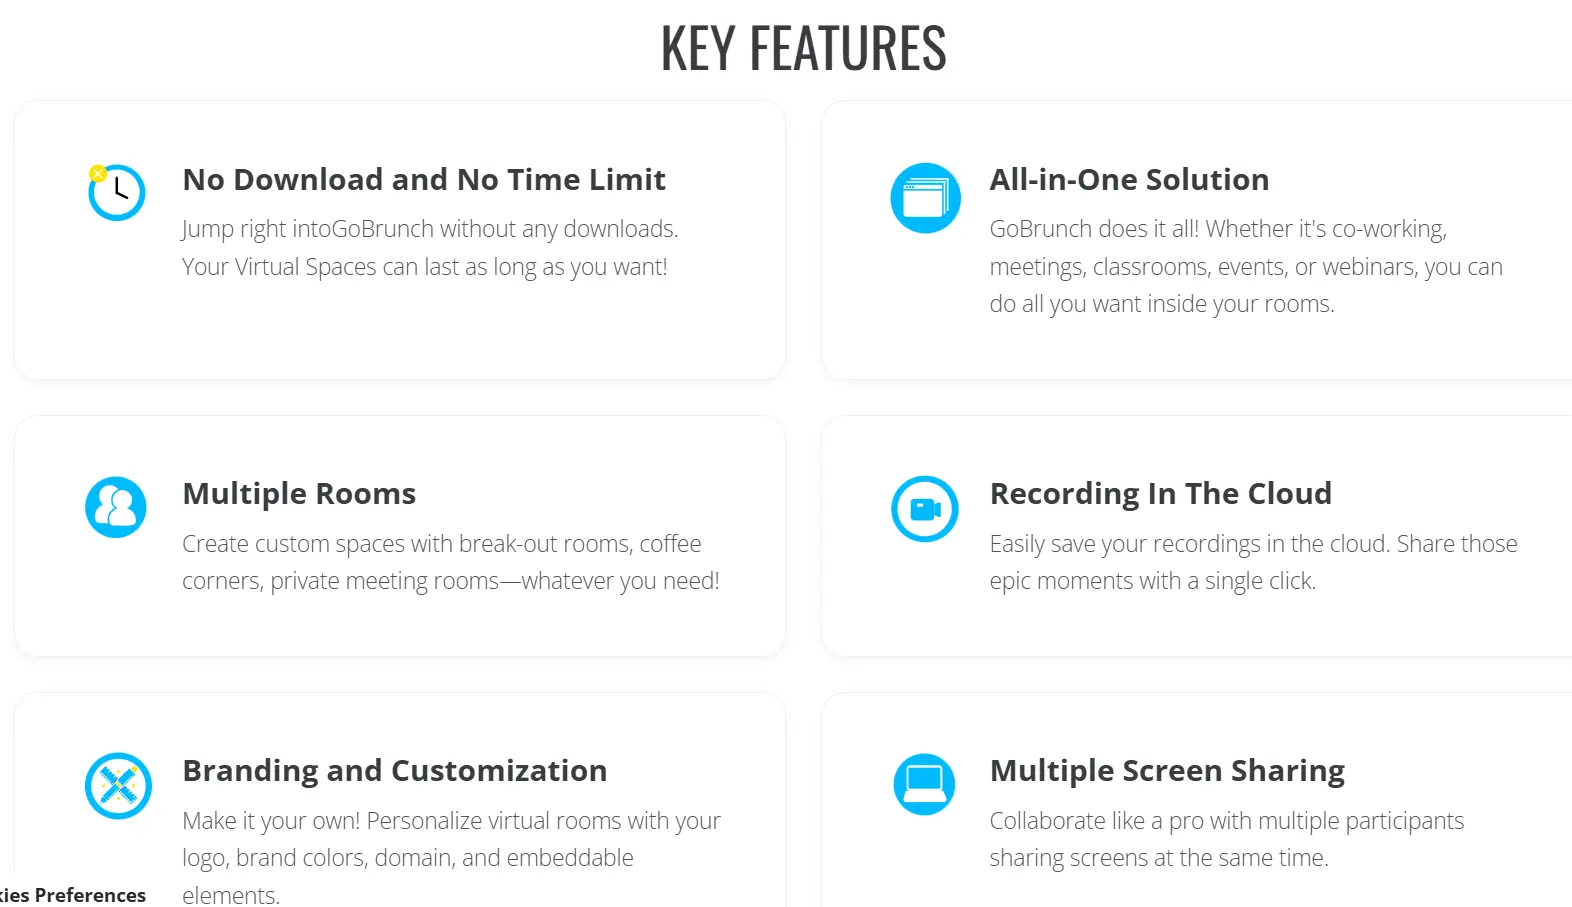 KEY FEATURES
No Download and No Time Limit
Jump right intoGoBrunch without any downloads.
Your Virtual Spaces can last as long as you want!
All-in-One Solution
GoBrunch does it all! Whether it's co-working,
meetings, classrooms, events, or webinars, you can
do all you want inside your rooms.
Multiple Rooms
Create custom spaces with break-out rooms, coffee
corners, private meeting rooms—whatever you need!
Recording In The Cloud
Easily save your recordings in the cloud. Share those
epic moments with a single click.
Branding and Customization
Make it your own! Personalize virtual rooms with your
logo, brand colors, domain, and embeddable
elements.
Multiple Screen Sharing
Collaborate like a pro with multiple participants
sharing screens at the same time.
Preferences